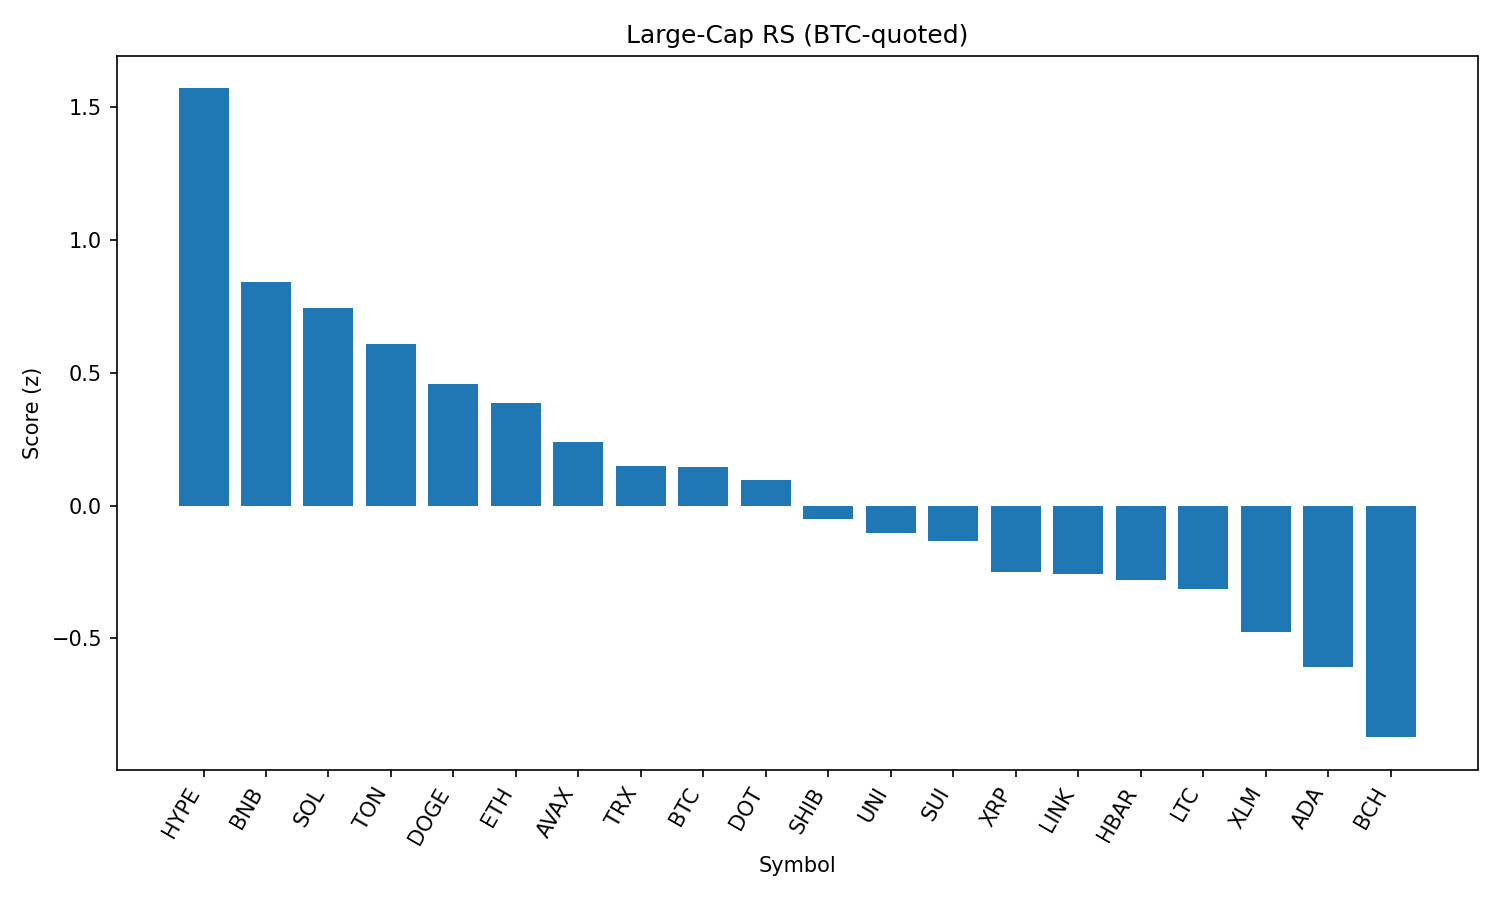 Large-Cap RS (BTC-quoted)
Score (z)
1.5
1.0
0.5
0.0
−0.5
HYPE
BNB
SOL
TON
DOGE
ETH
AVAX
TRX
BTC
DOT
SHIB
UNI
SUI
XRP
LINK
HBAR
LTC
XLM
ADA
BCH
Symbol